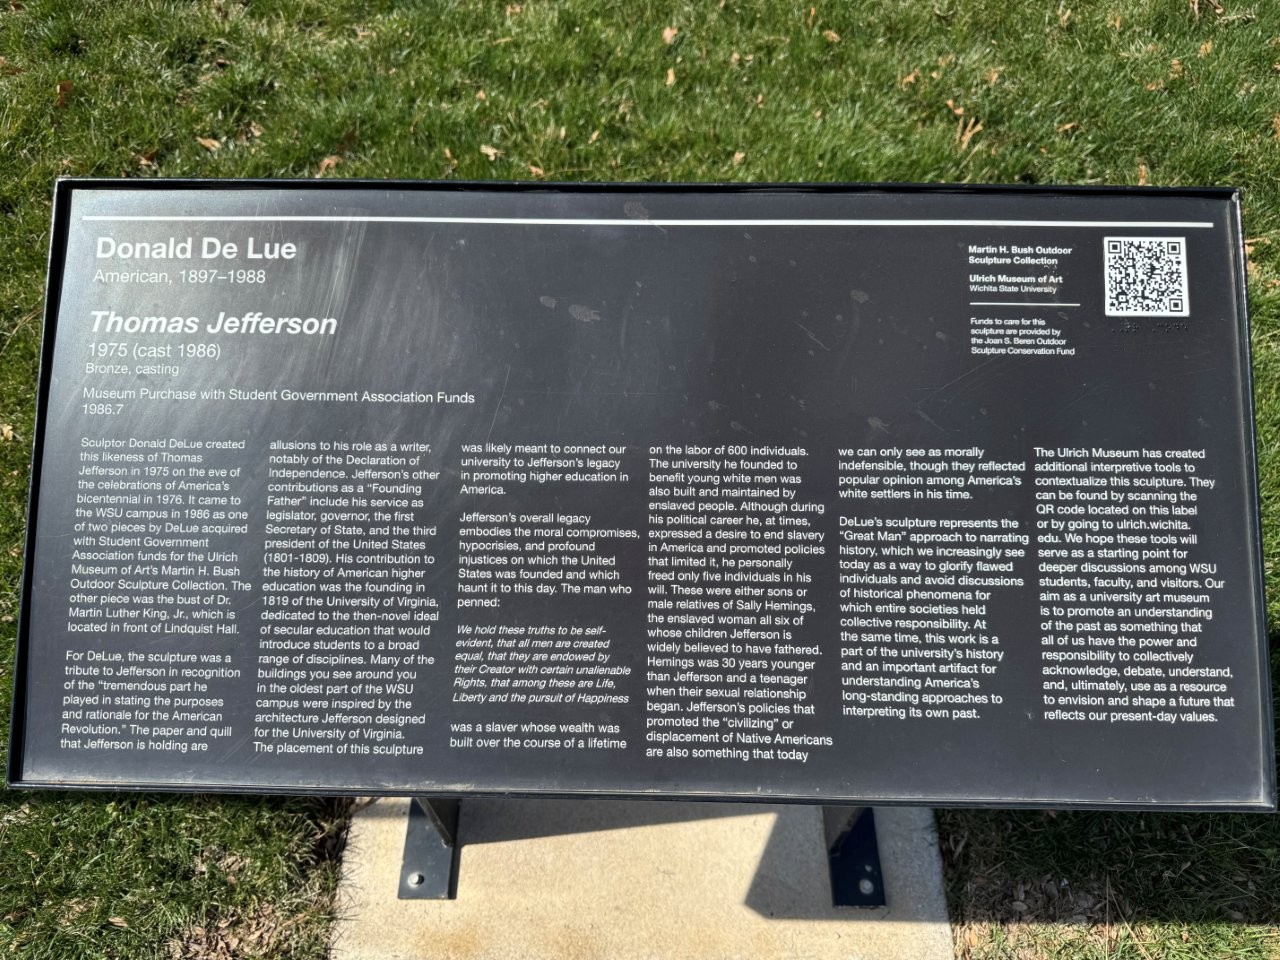 Donald De Lue
American, 1897–1988
Thomas Jefferson
1975 (cast 1986)
Bronze, casting
Museum Purchase with Student Government Association Funds
1986.7
Martin H. Bush Outdoor
Sculpture Collection
Ulrich Museum of Art
Wichita State University
Funds to care for this
sculpture are provided by
the Joan S. Beren Outdoor
Sculpture Conservation Fund
Sculptor Donald DeLue created
this likeness of Thomas
Jefferson in 1975 on the eve of
the celebrations of America's
bicentennial in 1976. It came to
the WSU campus in 1986 as one
of two pieces by DeLue acquired
with Student Government
Association funds for the Ulrich
Museum of Art's Martin H. Bush
Outdoor Sculpture Collection. The
other piece was the bust of Dr.
Martin Luther King, Jr., which is
located in front of Lindquist Hall.
For DeLue, the sculpture was a
tribute to Jefferson in recognition
of the "tremendous part he
played in stating the purposes
and rationale for the American
Revolution." The paper and quill
that Jefferson is holding are
allusions to his role as a writer,
notably of the Declaration of
Independence. Jefferson's other
contributions as a "Founding
Father" include his service as
legislator, governor, the first
Secretary of State, and the third
president of the United States
(1801-1809). His contribution to
the history of American higher
education was the founding in
1819 of the University of Virginia,
dedicated to the then-novel ideal
of secular education that would
introduce students to a broad
range of disciplines. Many of the
buildings you see around you
in the oldest part of the WSU
campus were inspired by the
architecture Jefferson designed
for the University of Virginia.
The placement of this sculpture
was likely meant to connect our
university to Jefferson's legacy
in promoting higher education in
America.
Jefferson's overall legacy
embodies the moral compromises,
hypocrisies, and profound
injustices on which the United
States was founded and which
haunt it to this day. The man who
penned:
We hold these truths to be self-
evident, that all men are created
equal, that they are endowed by
their Creator with certain unalienable
Rights, that among these are Life,
Liberty and the pursuit of Happiness
was a slaver whose wealth was
built over the course of a lifetime
on the labor of 600 individuals.
The university he founded to
benefit young white men was
also built and maintained by
enslaved people. Although during
his political career he, at times,
expressed a desire to end slavery
in America and promoted policies
that limited it, he personally
freed only five individuals in his
will. These were either sons or
male relatives of Sally Hemings,
the enslaved woman all six of
whose children Jefferson is
widely believed to have fathered.
Hemings was 30 years younger
than Jefferson and a teenager
when their sexual relationship
began. Jefferson's policies that
promoted the "civilizing" or
displacement of Native Americans
are also something that today
we can only see as morally
indefensible, though they reflected
popular opinion among America's
white settlers in his time.
DeLue's sculpture represents the
"Great Man" approach to narrating
history, which we increasingly see
today as a way to glorify flawed
individuals and avoid discussions
of historical phenomena for
which entire societies held
collective responsibility. At
the same time, this work is a
part of the university's history
and an important artifact for
understanding America's
long-standing approaches to
interpreting its own past.
The Ulrich Museum has created
additional interpretive tools to
contextualize this sculpture. They
can be found by scanning the
QR code located on this label
or by going to ulrich.wichita.
edu. We hope these tools will
serve as a starting point for
deeper discussions among WSU
students, faculty, and visitors. Our
aim as a university art museum
is to promote an understanding
of the past as something that
all of us have the power and
responsibility to collectively
acknowledge, debate, understand,
and, ultimately, use as a resource
to envision and shape a future that
reflects our present-day values.